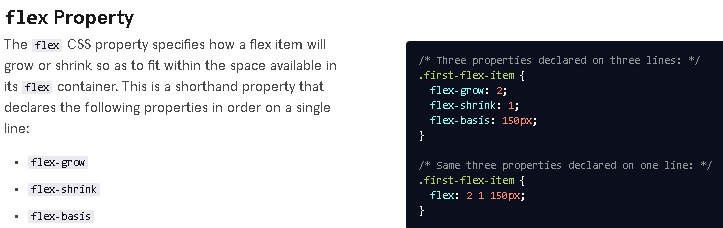 flex Property
The flex CSS property specifies how a flex item will
grow or shrink so as to fit within the space available in
its flex container. This is a shorthand property that
declares the following properties in order on a single
line:
• flex-grow
• flex-shrink
• flex-basis
/* Three properties declared on three lines: */
.first-flex-item {
  flex-grow: 2;
  flex-shrink: 1;
  flex-basis: 150px;
}

/* Same three properties declared on one line: */
.first-flex-item {
  flex: 2 1 150px;
}